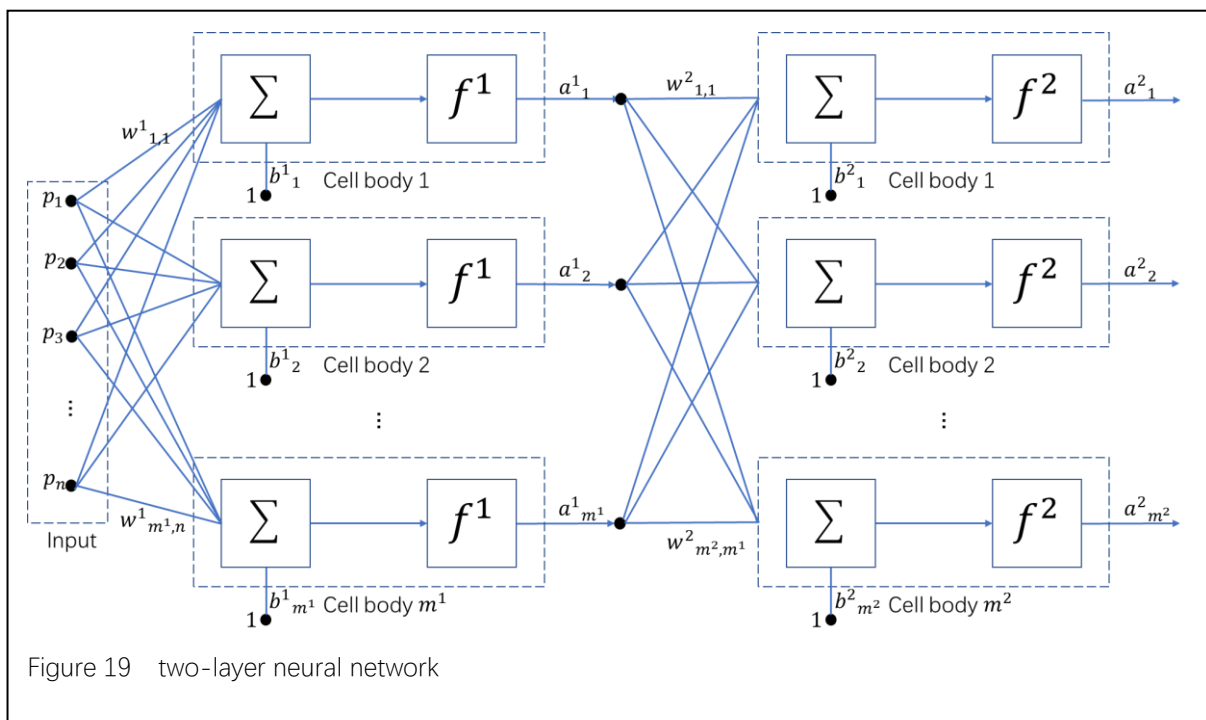 ∑ f¹ a¹₁ w²₁,₁ ∑ f² a²₁
w¹₁,₁
1 b¹₁ Cell body 1 1 b²₁ Cell body 1
p₁
p₂ ∑ f¹ a¹₂ ∑ f² a²₂
p₃
1 b¹₂ Cell body 2 1 b²₂ Cell body 2
⋮ ⋮ ⋮
pₙ ∑ f¹ a¹ₘ¹ ∑ f² a²ₘ²
w¹ₘ¹,ₙ w²ₘ²,ₘ¹
Input
1 b¹ₘ¹ Cell body m¹ 1 b²ₘ² Cell body m²
Figure 19 two-layer neural network